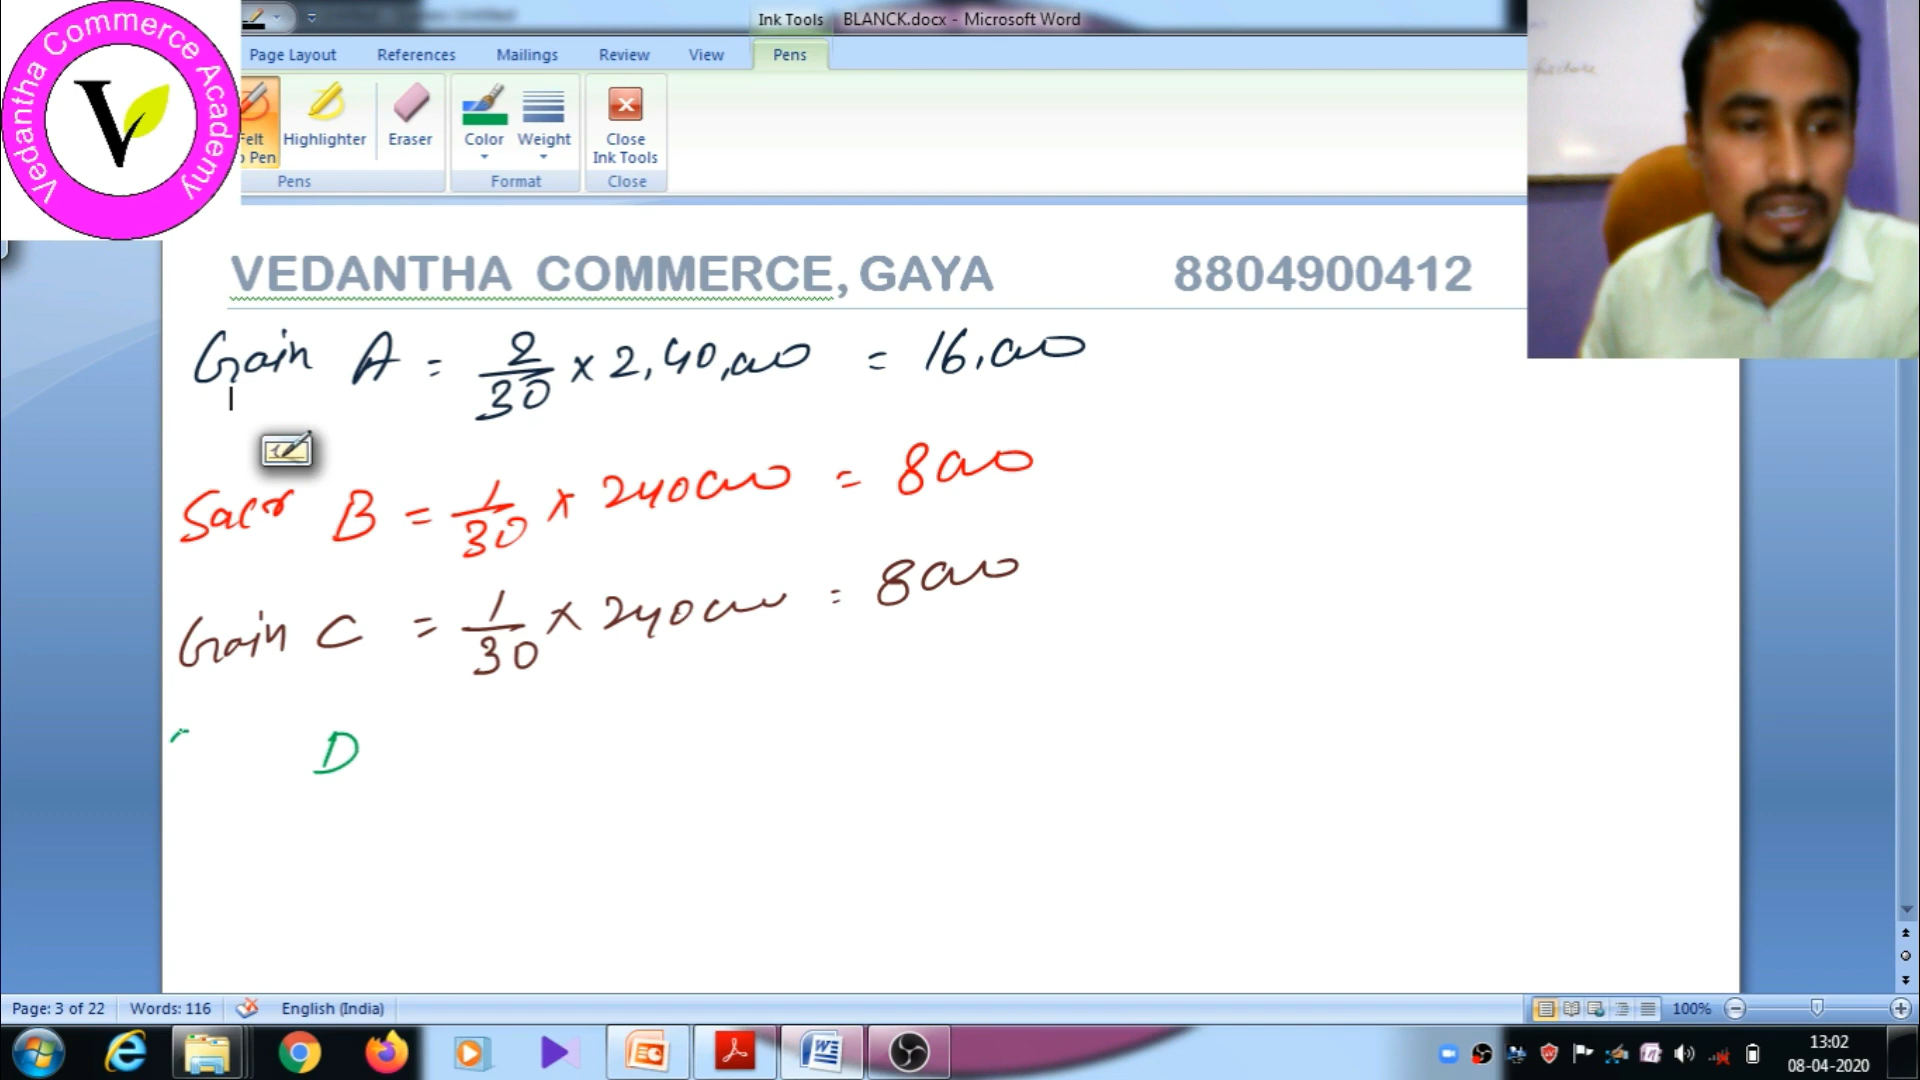 Vedantha Commerce Academy
V
Ink Tools BLANCK.docx - Microsoft Word
Page Layout References Mailings Review View Pens
Felt Highlighter Eraser Color Weight Close
Pen Ink Tools
Pens Format Close
VEDANTHA COMMERCE, GAYA 8804900412
Gain A = 2/30 × 2,40,000 = 16,000
Sacr B = 1/30 × 240000 = 8000
Gain C = 1/30 × 240000 = 8000
D
Page: 3 of 22 Words: 116 English (India) 100%
13:02
08-04-2020